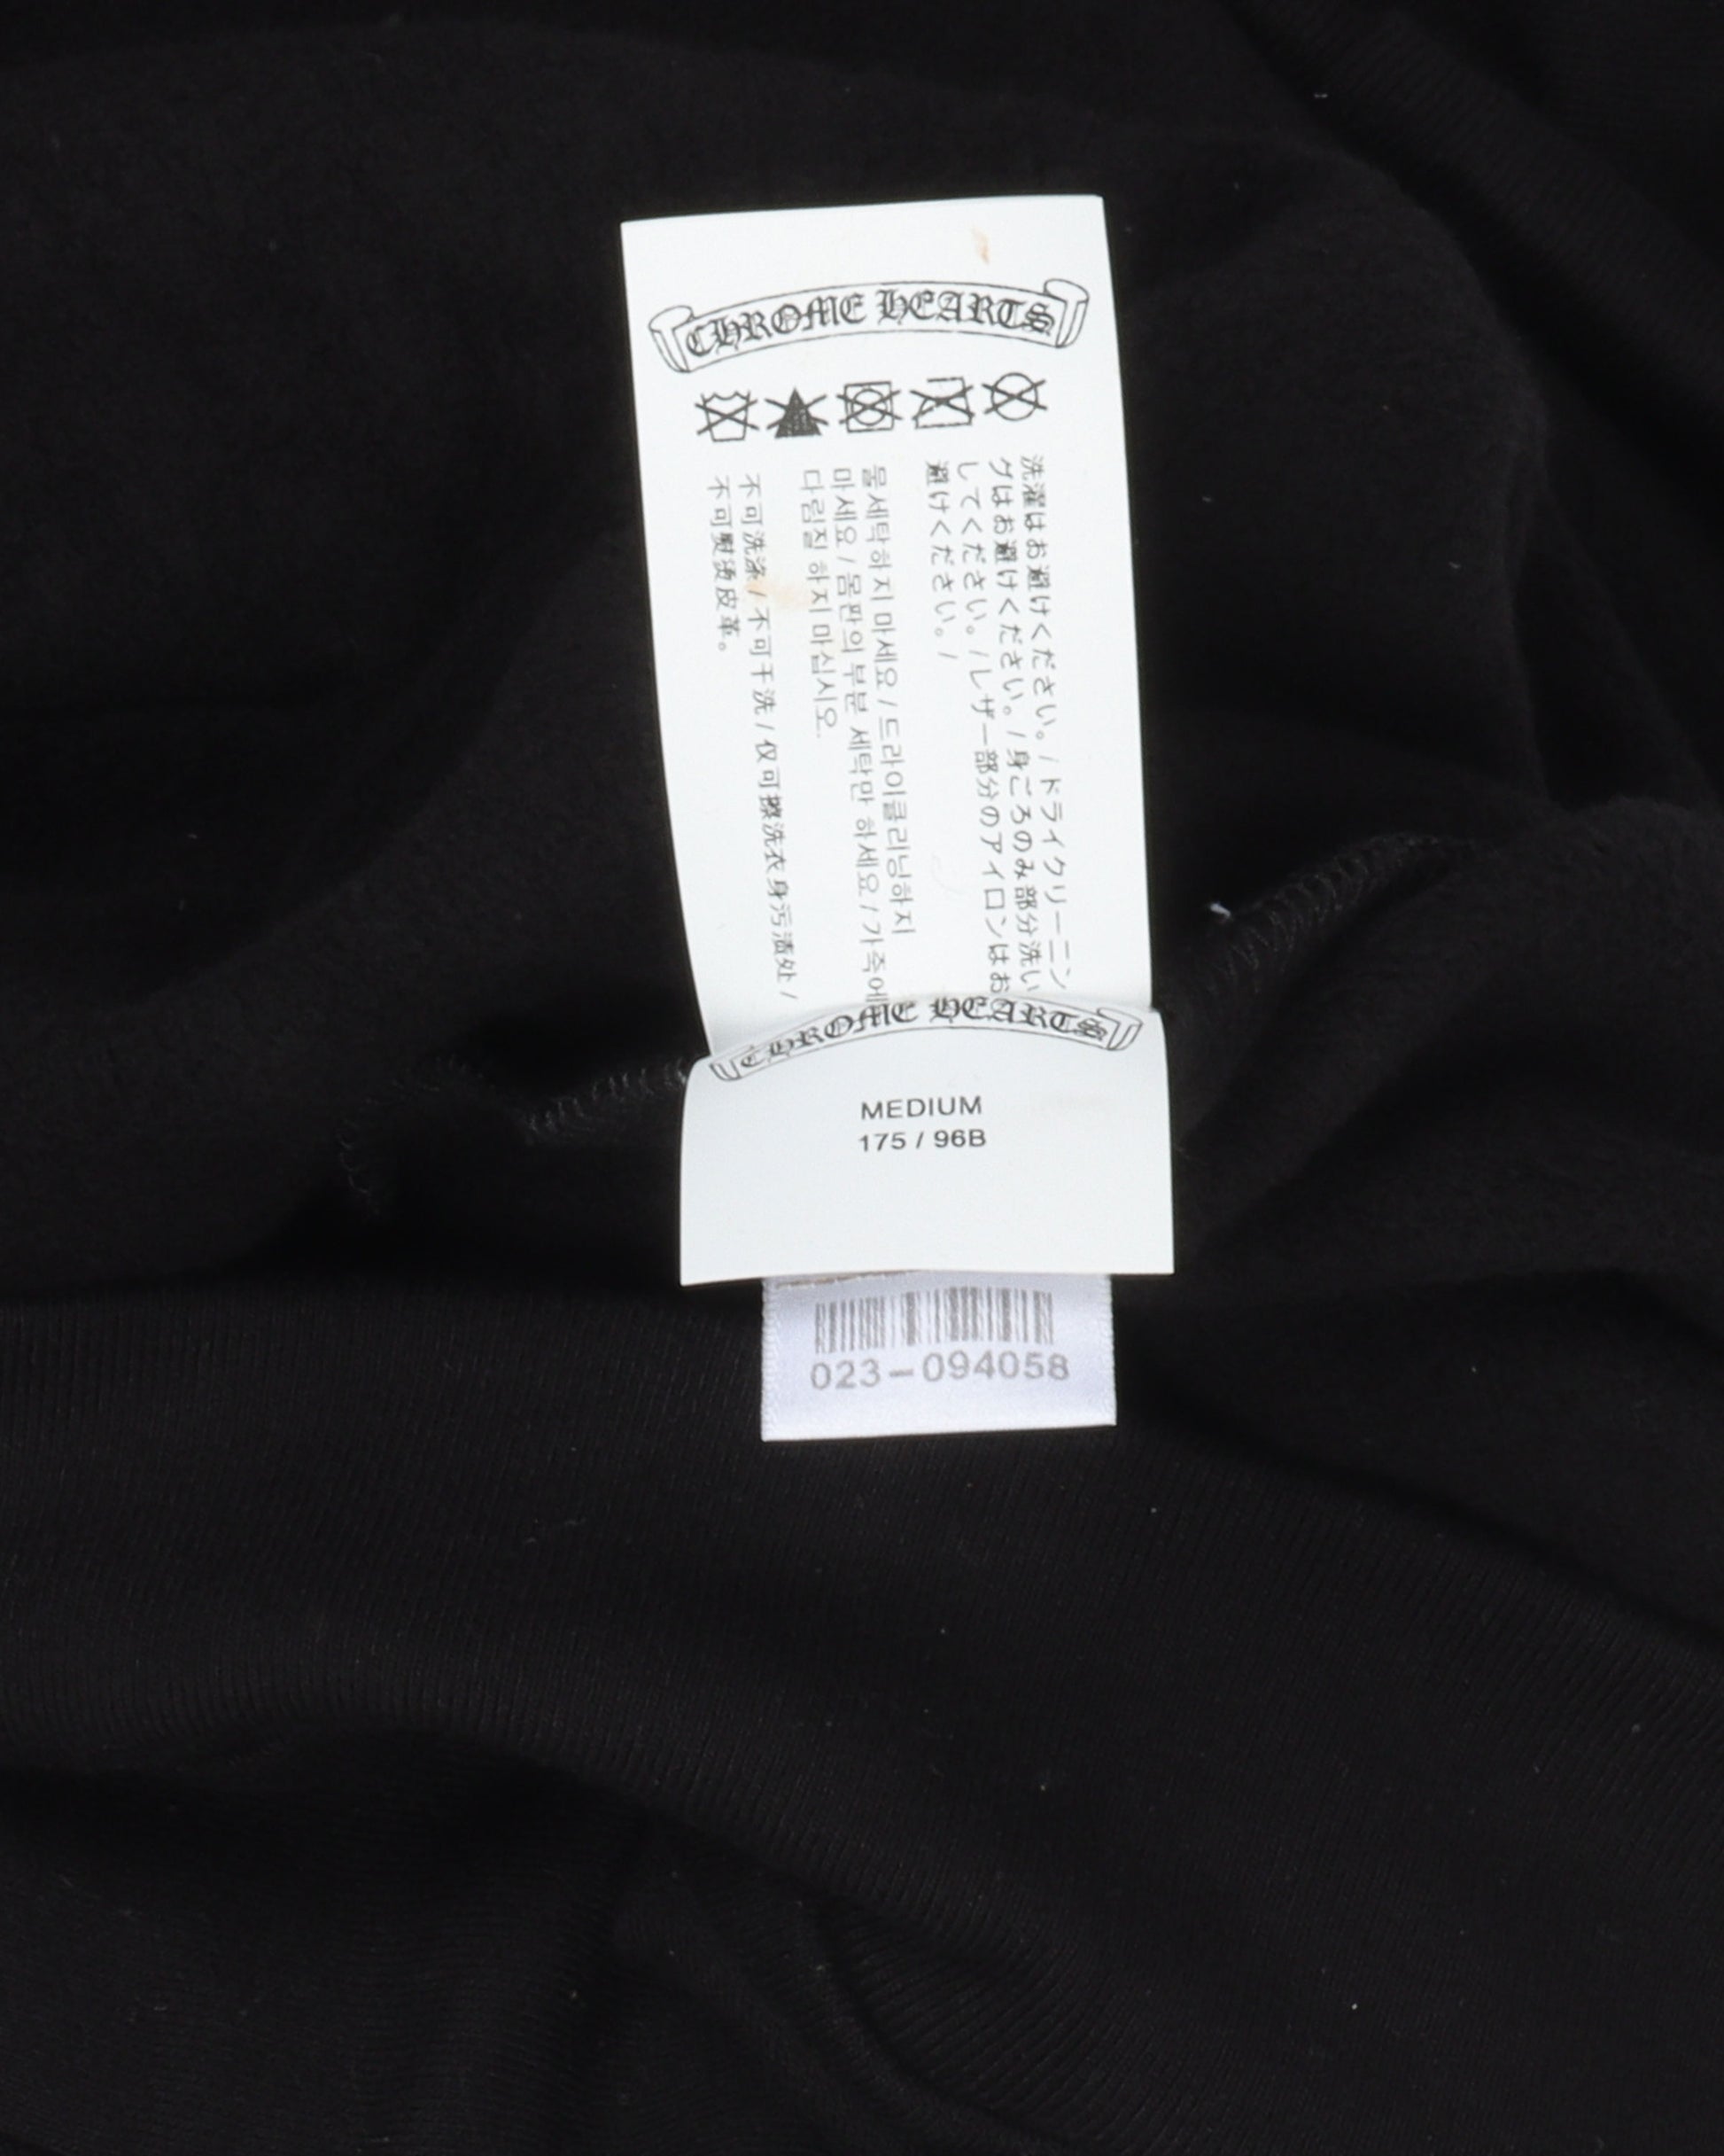 CHROME HEARTS
洗濯はお避けください。/ ドライクリーニン
グはお避けください。/ 身ごろのみ部分洗い
してください。/ レザー部分のアイロンはお
避けください。/
물세탁하지 마세요 / 드라이클리닝하지
마세요 / 몸판의 부분 세탁만 하세요 / 가죽에
다림질 하지 마십시오.
不可洗涤 / 不可干洗 / 仅可擦洗衣身污渍处 /
不可熨烫皮革。
CHROME HEARTS
MEDIUM
175 / 96B
023-094058